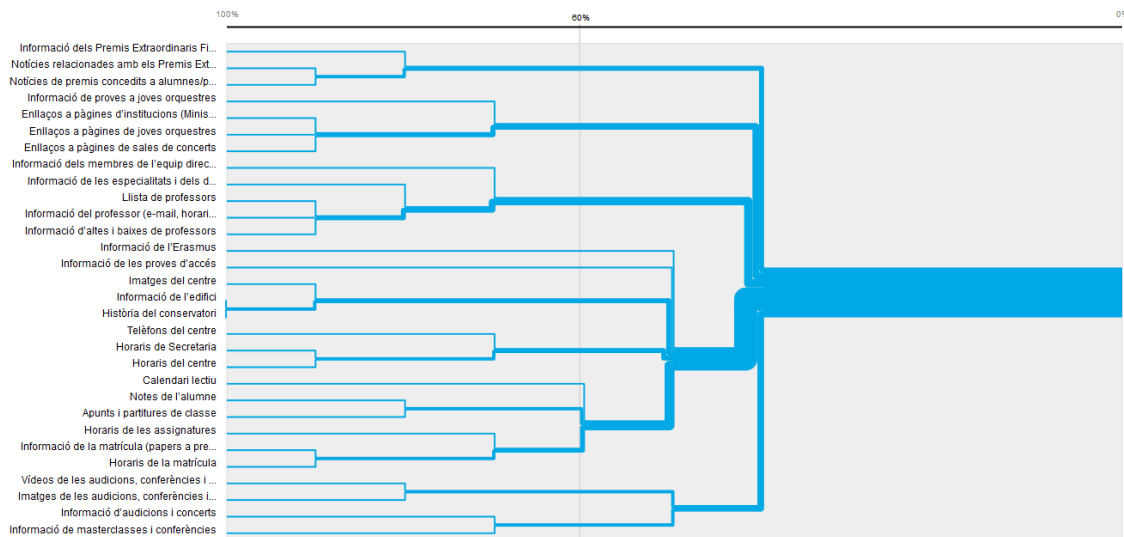 100% 60% 0%
Informació dels Premis Extraordinaris Fi...
Notícies relacionades amb els Premis Ext...
Notícies de premis concedits a alumnes/p...
Informació de proves a joves orquestres
Enllaços a pàgines d'institucions (Minis...
Enllaços a pàgines de joves orquestres
Enllaços a pàgines de sales de concerts
Informació dels membres de l'equip direc...
Informació de les especialitats i dels d...
Llista de professors
Informació del professor (e-mail, horari...
Informació d'altes i baixes de professors
Informació de l'Erasmus
Informació de les proves d'accés
Imatges del centre
Informació de l'edifici
Història del conservatori
Telèfons del centre
Horaris de Secretaria
Horaris del centre
Calendari lectiu
Notes de l'alumne
Apunts i partitures de classe
Horaris de les assignatures
Informació de la matrícula (papers a pre...
Horaris de la matrícula
Vídeos de les audicions, conferències i ...
Imatges de les audicions, conferències i...
Informació d'audicions i concerts
Informació de masterclasses i conferències